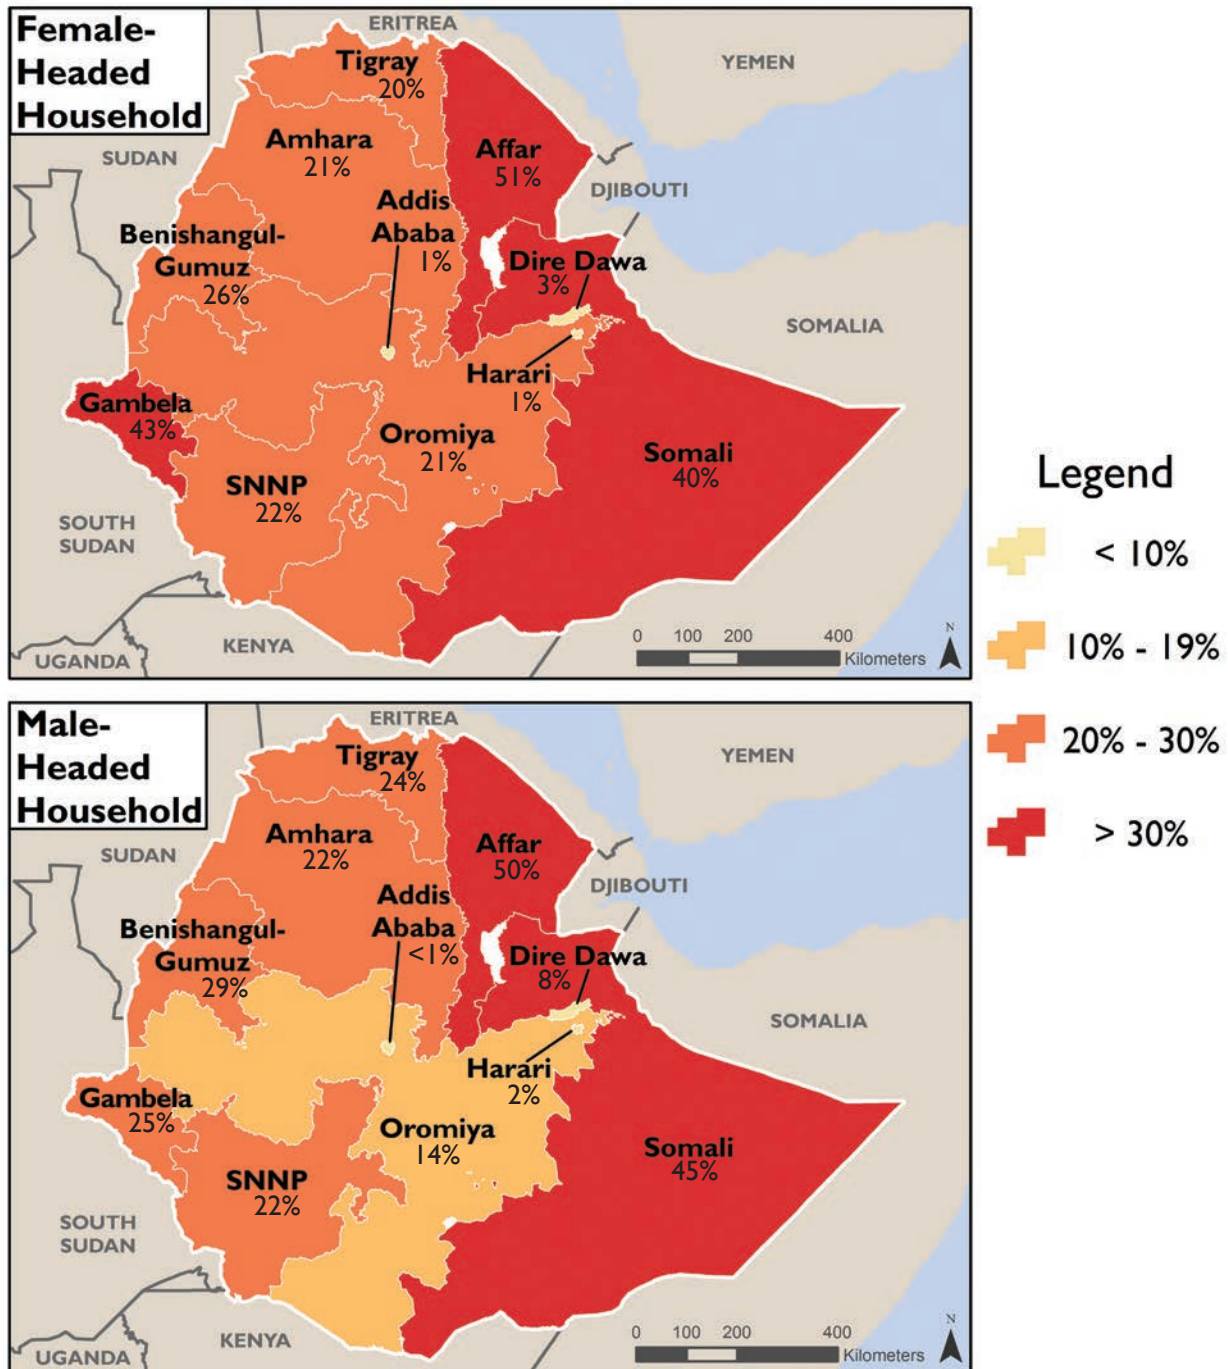 Female-
Headed
Household
ERITREA
YEMEN
Tigray
20%
SUDAN
Amhara
21%
Affar
51%
DJIBOUTI
Addis
Ababa
1%
Benishangul-
Gumuz
26%
Dire Dawa
3%
SOMALIA
Harari
1%
Gambela
43%
Oromiya
21%
Somali
40%
SNNP
22%
SOUTH
SUDAN
KENYA
UGANDA
0 100 200 400
Kilometers
N
Legend
< 10%
10% - 19%
20% - 30%
> 30%
Male-
Headed
Household
ERITREA
YEMEN
Tigray
24%
SUDAN
Amhara
22%
Affar
50%
DJIBOUTI
Addis
Ababa
<1%
Benishangul-
Gumuz
29%
Dire Dawa
8%
SOMALIA
Harari
2%
Gambela
25%
Oromiya
14%
Somali
45%
SNNP
22%
SOUTH
SUDAN
KENYA
UGANDA
0 100 200 400
Kilometers
N